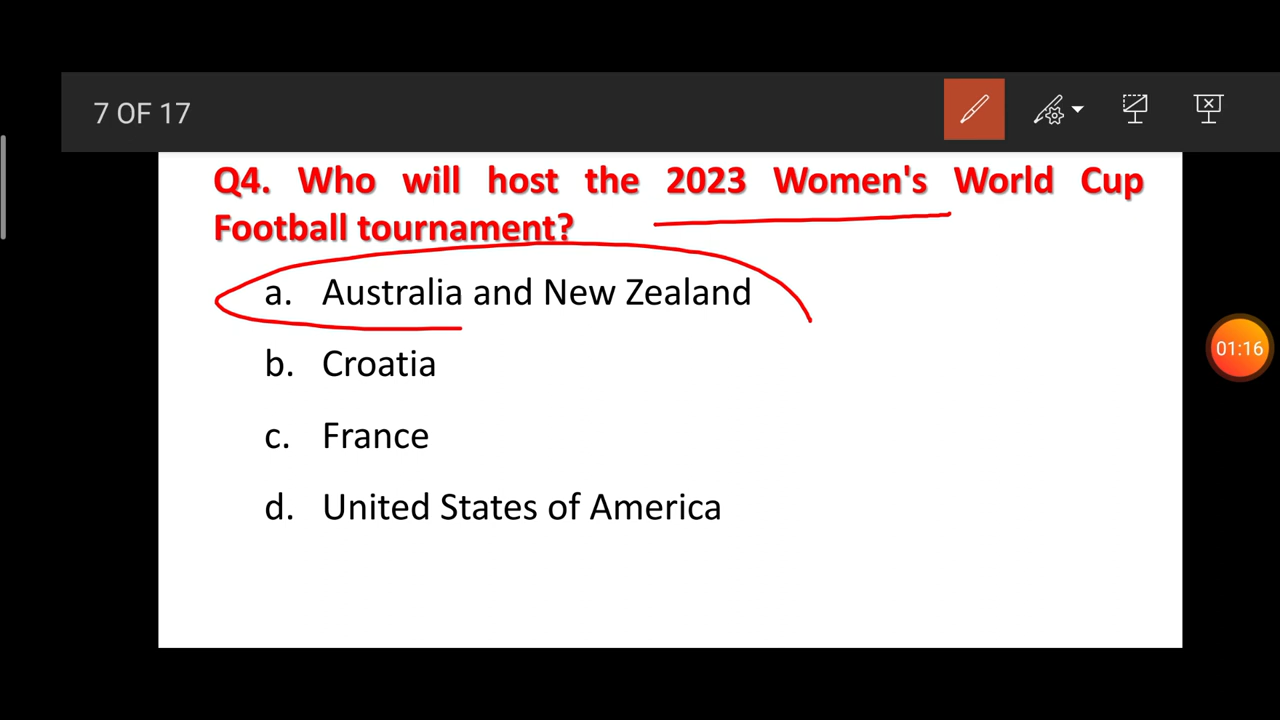 7 OF 17
Q4. Who will host the 2023 Women's World Cup
Football tournament?
a. Australia and New Zealand
b. Croatia
01:16
c. France
d. United States of America